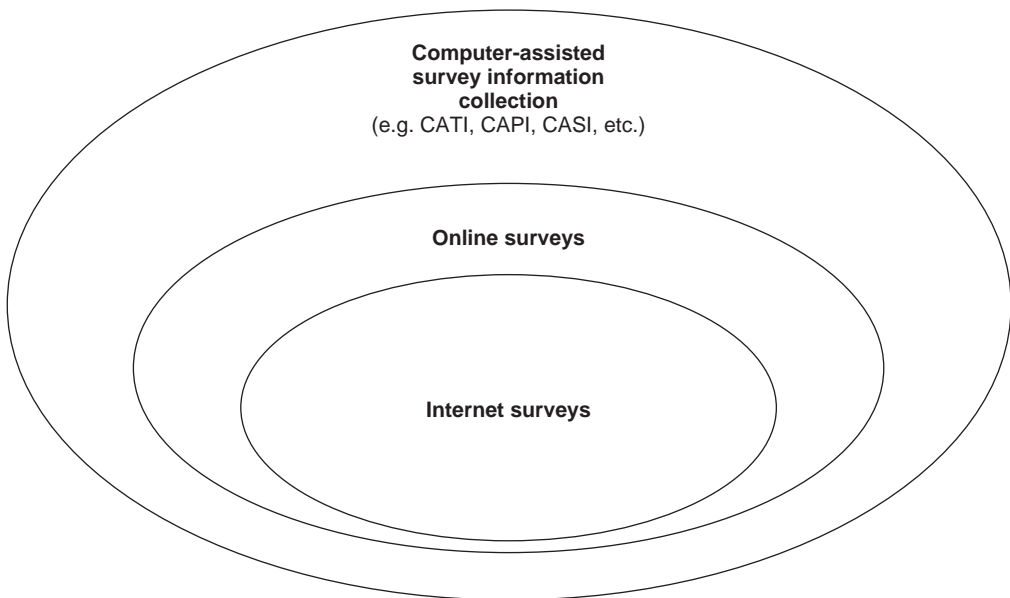 Computer-assisted
survey information
collection
(e.g. CATI, CAPI, CASI, etc.)
Online surveys
Internet surveys